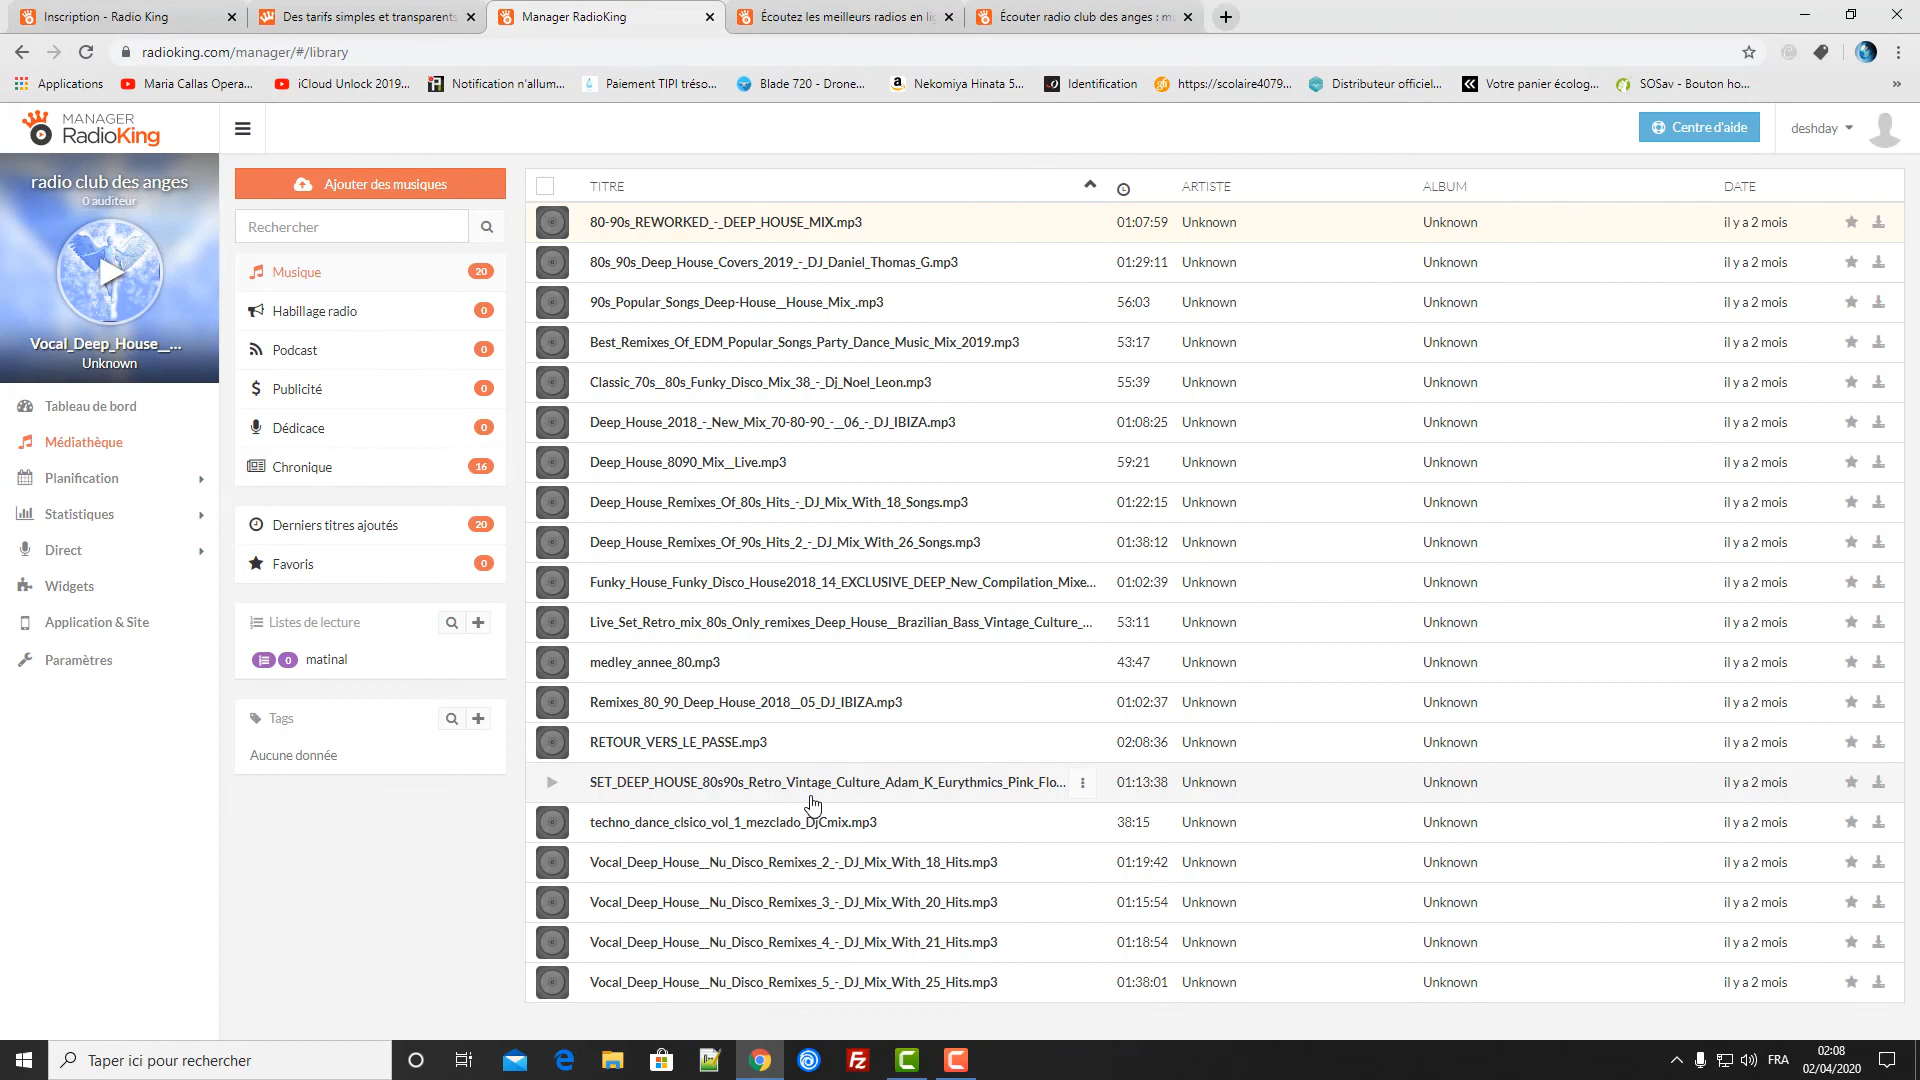 Inscription - Radio King
Des tarifs simples et transparents
Manager RadioKing
Écoutez les meilleurs radios en li
Écouter radio club des anges : m
radioking.com/manager/#/library
Applications
Maria Callas Opera...
iCloud Unlock 2019...
Notification n'allum...
Paiement TIPI tréso...
Blade 720 - Drone...
Nekomiya Hinata 5...
Identification
https://scolaire4079...
Distributeur officiel...
Votre panier écolog...
SOSav - Bouton ho...
»
MANAGER
RadioKing
Centre d'aide
deshday
radio club des anges
0 auditeur
Vocal_Deep_House__...
Unknown
Tableau de bord
Médiathèque
Planification
Statistiques
Direct
Widgets
Application & Site
Paramètres
Ajouter des musiques
Rechercher
Musique 20
Habillage radio 0
Podcast 0
Publicité 0
Dédicace 0
Chronique 16
Derniers titres ajoutés 20
Favoris 0
Listes de lecture
0 matinal
Tags
Aucune donnée
TITRE ARTISTE ALBUM DATE
80-90s_REWORKED_-_DEEP_HOUSE_MIX.mp3 01:07:59 Unknown Unknown il y a 2 mois
80s_90s_Deep_House_Covers_2019_-_DJ_Daniel_Thomas_G.mp3 01:29:11 Unknown Unknown il y a 2 mois
90s_Popular_Songs_Deep-House__House_Mix_.mp3 56:03 Unknown Unknown il y a 2 mois
Best_Remixes_Of_EDM_Popular_Songs_Party_Dance_Music_Mix_2019.mp3 53:17 Unknown Unknown il y a 2 mois
Classic_70s__80s_Funky_Disco_Mix_38_-_Dj_Noel_Leon.mp3 55:39 Unknown Unknown il y a 2 mois
Deep_House_2018_-_New_Mix_70-80-90_-__06_-_DJ_IBIZA.mp3 01:08:25 Unknown Unknown il y a 2 mois
Deep_House_8090_Mix__Live.mp3 59:21 Unknown Unknown il y a 2 mois
Deep_House_Remixes_Of_80s_Hits_-_DJ_Mix_With_18_Songs.mp3 01:22:15 Unknown Unknown il y a 2 mois
Deep_House_Remixes_Of_90s_Hits_2_-_DJ_Mix_With_26_Songs.mp3 01:38:12 Unknown Unknown il y a 2 mois
Funky_House_Funky_Disco_House2018_14_EXCLUSIVE_DEEP_New_Compilation_Mixe... 01:02:39 Unknown Unknown il y a 2 mois
Live_Set_Retro_mix_80s_Only_remixes_Deep_House__Brazilian_Bass_Vintage_Culture_... 53:11 Unknown Unknown il y a 2 mois
medley_annee_80.mp3 43:47 Unknown Unknown il y a 2 mois
Remixes_80_90_Deep_House_2018__05_DJ_IBIZA.mp3 01:02:37 Unknown Unknown il y a 2 mois
RETOUR_VERS_LE_PASSE.mp3 02:08:36 Unknown Unknown il y a 2 mois
SET_DEEP_HOUSE_80s90s_Retro_Vintage_Culture_Adam_K_Eurythmics_Pink_Flo... 01:13:38 Unknown Unknown il y a 2 mois
techno_dance_clsico_vol_1_mezclado_DjCmix.mp3 38:15 Unknown Unknown il y a 2 mois
Vocal_Deep_House__Nu_Disco_Remixes_2_-_DJ_Mix_With_18_Hits.mp3 01:19:42 Unknown Unknown il y a 2 mois
Vocal_Deep_House__Nu_Disco_Remixes_3_-_DJ_Mix_With_20_Hits.mp3 01:15:54 Unknown Unknown il y a 2 mois
Vocal_Deep_House__Nu_Disco_Remixes_4_-_DJ_Mix_With_21_Hits.mp3 01:18:54 Unknown Unknown il y a 2 mois
Vocal_Deep_House__Nu_Disco_Remixes_5_-_DJ_Mix_With_25_Hits.mp3 01:38:01 Unknown Unknown il y a 2 mois
Taper ici pour rechercher
FRA
02:08
02/04/2020